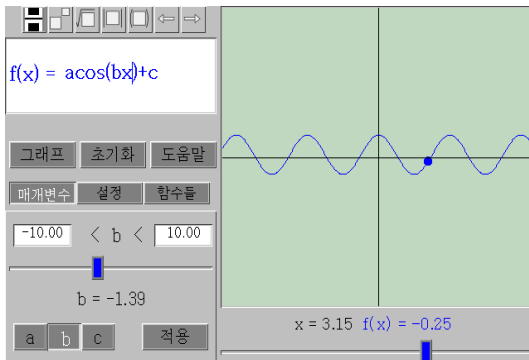 f(x) = acos(bx)+c
그래프 초기화 도움말
매개변수 설정 함수들
-10.00 < b < 10.00
b = -1.39
a b c 적용
x = 3.15 f(x) = -0.25